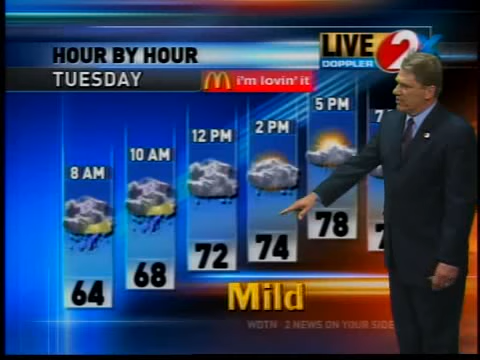 HOUR BY HOUR
LIVE
DOPPLER 2
TUESDAY
i'm lovin' it
5 PM
2 PM
12 PM
10 AM
8 AM
64
68
72
74
78
Mild
WDTN 2 NEWS ON YOUR SIDE